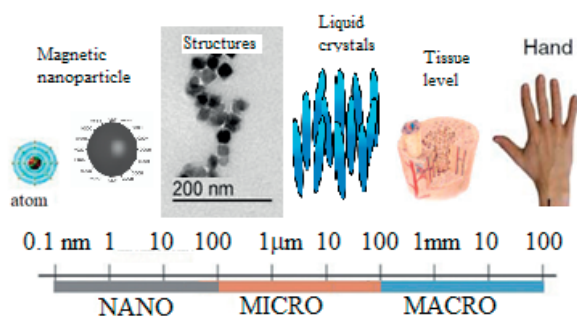 Magnetic
nanoparticle
Structures
Liquid
crystals
Tissue
level
Hand
atom
200 nm
0.1 nm 1 10 100 1μm 10 100 1mm 10 100
NANO MICRO MACRO